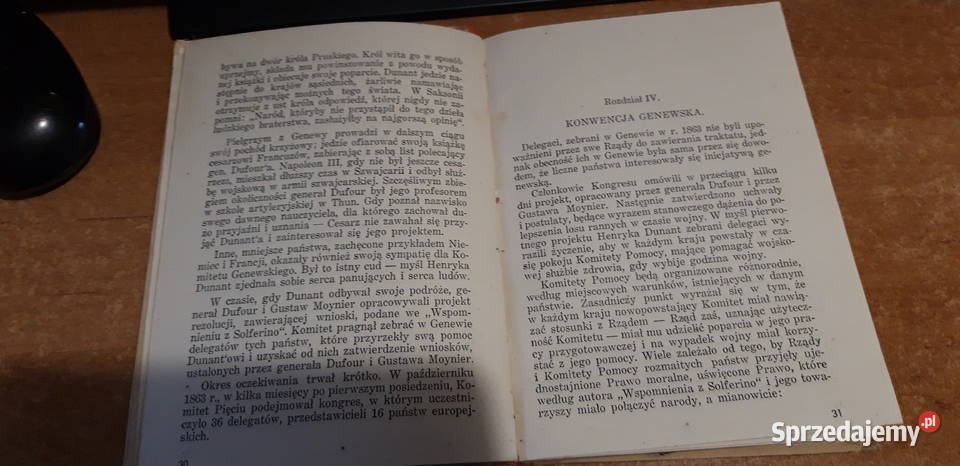 bywa na dwór króla Pruskiego. Król wita go w sposób
uprzejmy, składa mu powinszowanie z powodu wyda-
nej książki i obiecuje swoje poparcie. Dunant jedzie na-
stępnie do krajów sąsiednich, żarliwie namawiając
i przekonywając możnych tego świata. W Saksonii
otrzymuje z ust króla odpowiedź, której nigdy nie za-
pomni: „Naród, któryby nie przystąpił do tego dzieła
ludzkiego braterstwa, zasłużyłby na najgorszą opinię“.
Pielgrzym z Genewy prowadzi w dalszym ciągu
swój pochód krzyżowy; jedzie ofiarować swoją książkę
cesarzowi Francuzów, zabierając z sobą list polecający
gen. Dufour'a. Napoleon III, gdy nie był jeszcze cesa-
rzem, mieszkał dłuższy czas w Szwajcarii i odbył służ-
bę wojskową w armii szwajcarskiej. Szczęśliwym zbie-
giem okoliczności generał Dufour był jego profesorem
w szkole artyleryjskiej w Thun. Gdy poznał nazwisko
swego dawnego nauczyciela, dla którego zachował du-
żo przyjaźni i uznania — Cesarz nie zawahał się przy-
jąć Dunant'a i zainteresował się jego projektem.
Inne, mniejsze państwa, zachęcone przykładem Nie-
miec i Francji, okazały również swoją sympatię dla Ko-
mitetu Genewskiego. Był to istny cud — myśl Henryka
Dunant zjednała sobie serca panujących i serca ludów.
W czasie, gdy Dunant odbywał swoje podróże, ge-
nerał Dufour i Gustaw Moynier opracowywali projekt
rezolucji, zawierającej wnioski, podane we „Wspom-
nieniu z Solferino“. Komitet pragnął zebrać w Genewie
delegatów tych państw, które przyrzekły swą pomoc
Dunant'owi i uzyskać od nich zatwierdzenie wniosków,
ustalonych przez generała Dufour i Gustawa Moynier.
Okres oczekiwania trwał krótko. W październiku
1863 r., w kilka miesięcy po pierwszym posiedzeniu, Ko-
mitet Pięciu podejmował kongres, w którym uczestni-
czyło 36 delegatów, przedstawicieli 16 państw europej-
skich.
30
Rozdział IV.
KONWENCJA GENEWSKA.
Delegaci, zebrani w Genewie w r. 1863 nie byli upo-
ważnieni przez swe Rządy do zawierania traktatu, jed-
nak obecność ich w Genewie była sama przez się dowo-
dem, że liczne państwa interesowały się inicjatywą ge-
newską.
Członkowie Kongresu omówili w przeciągu kilku
dni projekt, opracowany przez generała Dufour i przez
Gustawa Moynier. Następnie zatwierdzono uchwały
i postulaty, będące wyrazem stanowczego dążenia do po-
lepszenia losu rannych w czasie wojny. W myśl pierwo-
tnego projektu Henryka Dunant zebrani delegaci wy-
razili życzenie, aby w każdym kraju powstały w cza-
się pokoju Komitety Pomocy, mające pomagać wojsko-
wej służbie zdrowia, gdy wybije godzina wojny.
Komitety Pomocy będą organizowane różnorodnie,
według miejscowych warunków, istniejących w danym
państwie. Zasadniczy punkt wyrażał się w tym, że
w każdym kraju nowopowstający Komitet miał nawią-
zać stosunki z Rządem — Rząd zaś, uznając użytecz-
ność Komitetu — miał mu udzielić poparcia w jego pra-
cy przygotowawczej i na wypadek wojny miał korzy-
stać z jego pomocy. Wiele zależało od tego, by Rządy
i Komitety Pomocy rozmaitych państw przyjęły uje-
dnostajnione Prawo moralne, uświęcone Prawo, które
według autora „Wspomnienia z Solferino“ i jego towa-
rzyszy miało połączyć narody, a mianowicie:
31
Sprzedajemy.pl